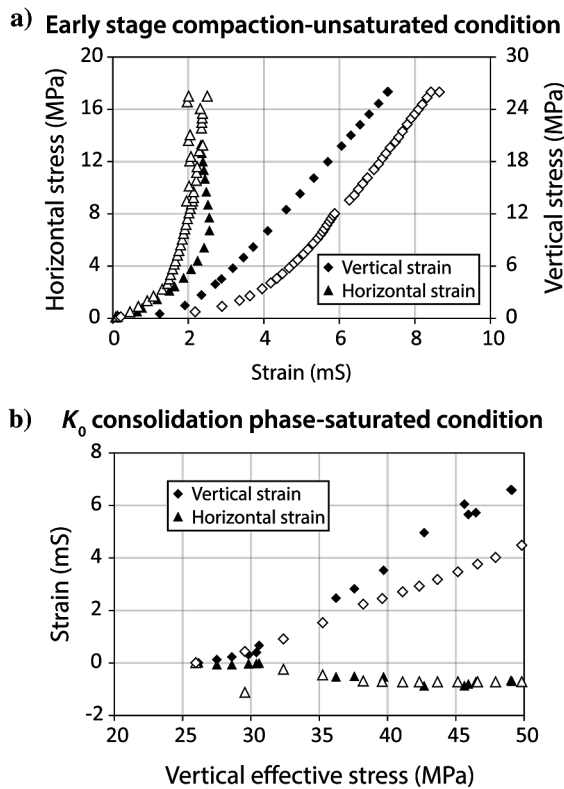 a) Early stage compaction-unsaturated condition
Horizontal stress (MPa)
20
16
12
8
4
0
Vertical stress (MPa)
30
24
18
12
6
0
Vertical strain
Horizontal strain
0 2 4 6 8 10
Strain (mS)
b) K0 consolidation phase-saturated condition
Strain (mS)
8
6
4
2
0
-2
Vertical strain
Horizontal strain
20 25 30 35 40 45 50
Vertical effective stress (MPa)